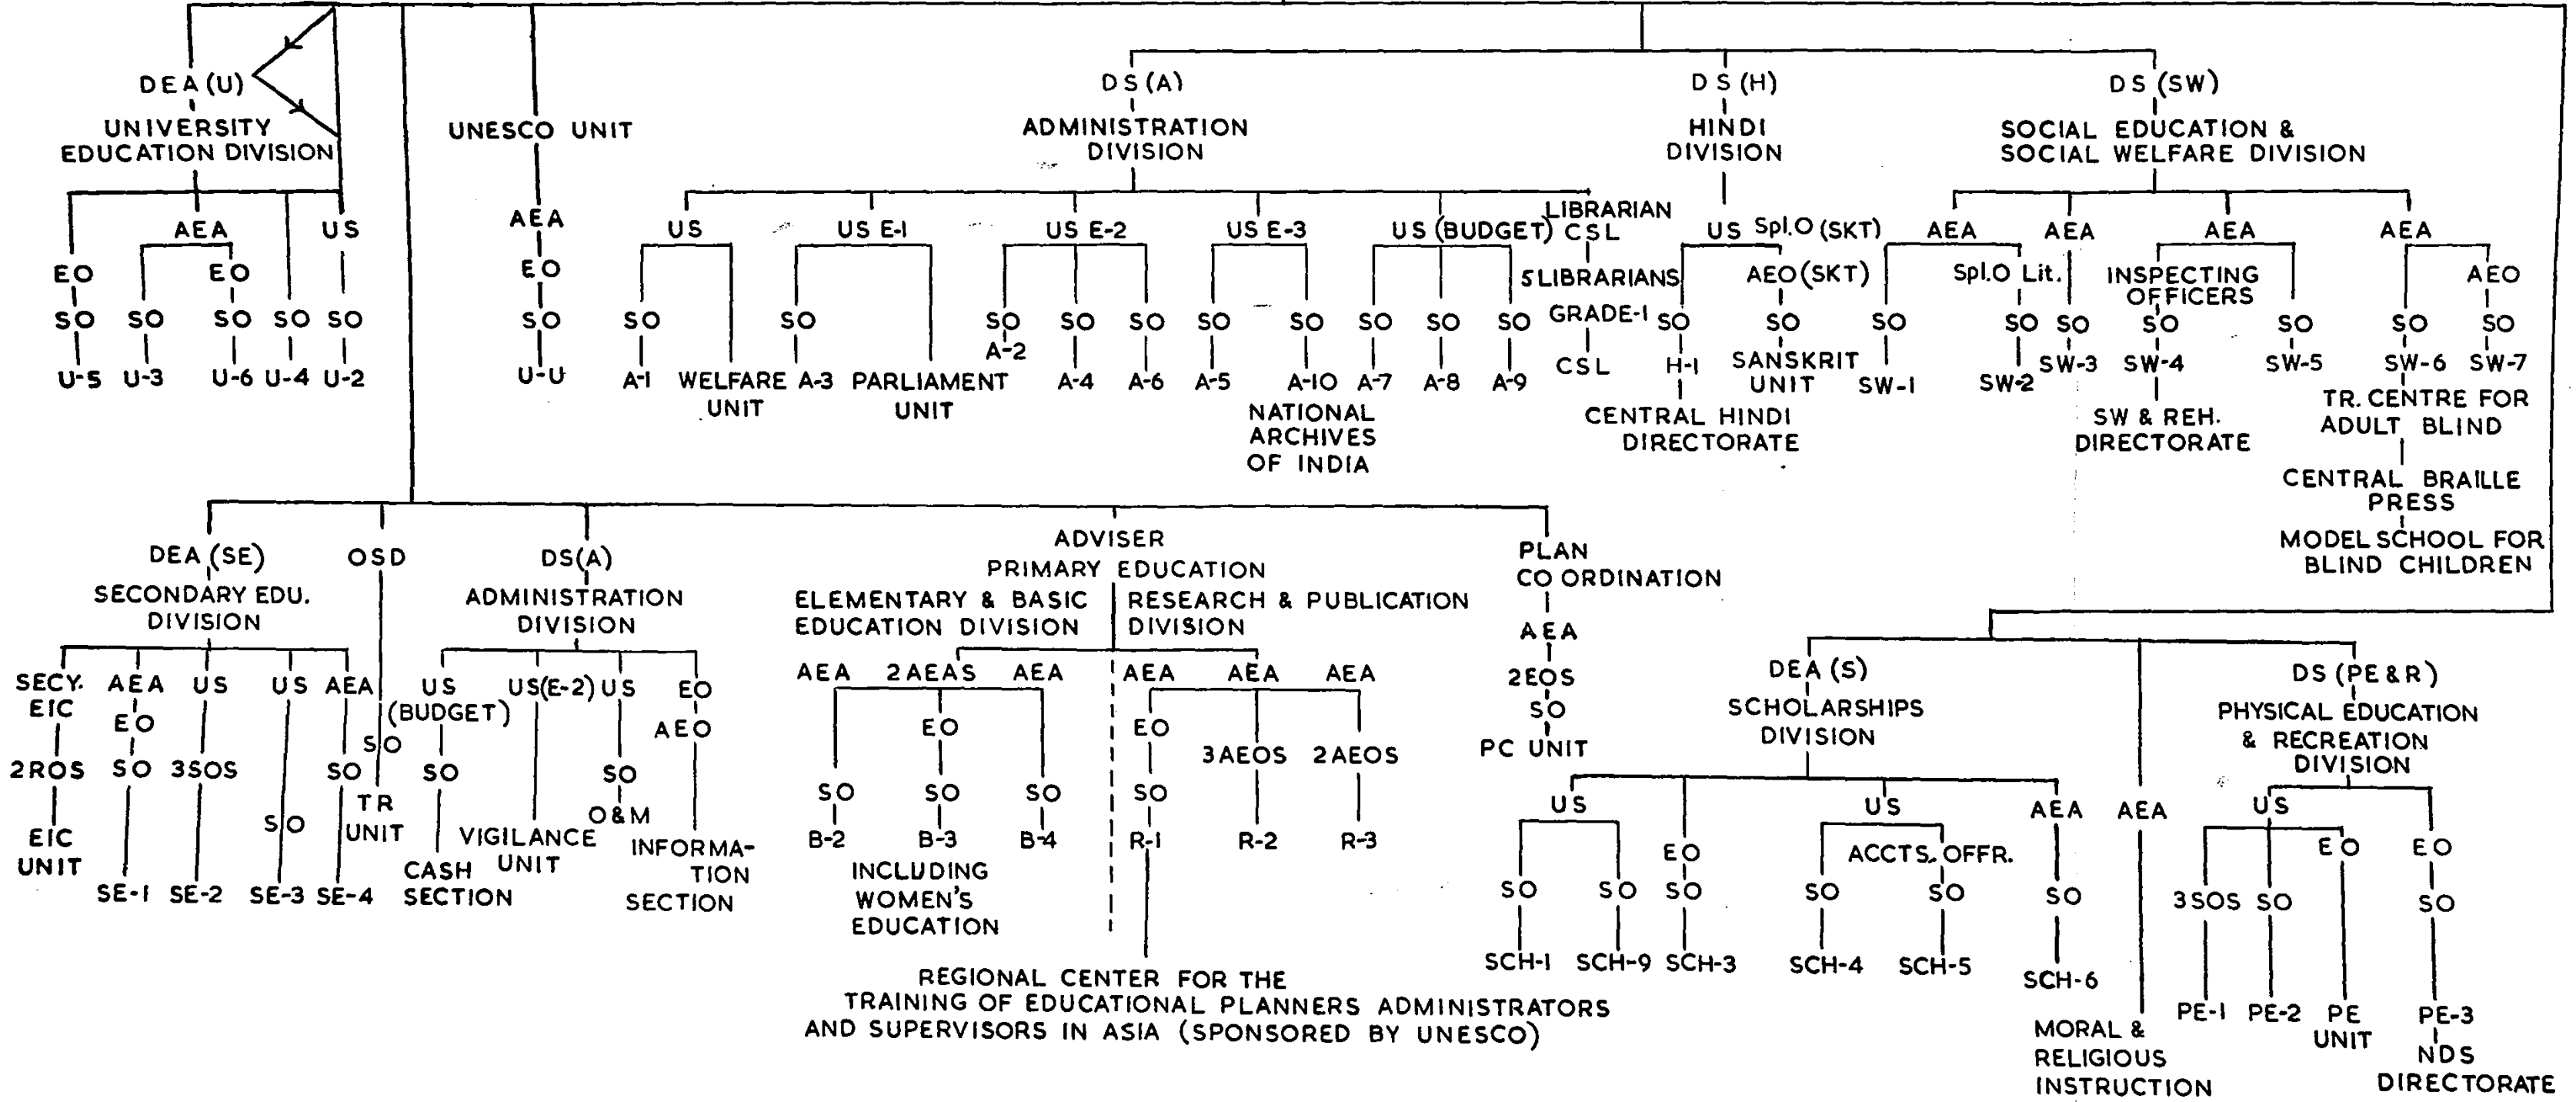 DEA (U)
UNIVERSITY
EDUCATION DIVISION
EO
SO
U-5
AEA
SO
U-3
EO
SO
U-6
SO
U-4
US
SO
U-2
UNESCO UNIT
AEA
EO
SO
U-U
DS (A)
ADMINISTRATION
DIVISION
US
SO
A-1
WELFARE
UNIT
US E-1
SO
A-3
PARLIAMENT
UNIT
US E-2
SO
A-2
SO
A-4
SO
A-6
US E-3
SO
A-5
SO
A-10
NATIONAL
ARCHIVES
OF INDIA
US (BUDGET)
SO
A-7
SO
A-8
SO
A-9
LIBRARIAN
CSL
5 LIBRARIANS
GRADE-1
CSL
DS (H)
HINDI
DIVISION
US
SO
H-1
CENTRAL HINDI
DIRECTORATE
Spl.O (SKT)
AEO (SKT)
SO
SANSKRIT
UNIT
DS (SW)
SOCIAL EDUCATION &
SOCIAL WELFARE DIVISION
AEA
SO
SW-1
Spl.O Lit.
SO
SW-2
AEA
SO
SW-3
AEA
INSPECTING
OFFICERS
SO
SW-4
SW & REH.
DIRECTORATE
SO
SW-5
AEA
SO
SW-6
TR. CENTRE FOR
ADULT BLIND
CENTRAL BRAILLE
PRESS
MODEL SCHOOL FOR
BLIND CHILDREN
AEO
SO
SW-7
DEA (SE)
SECONDARY EDU.
DIVISION
SECY.
EIC
2ROS
EIC
UNIT
AEA
EO
SO
SE-1
US
3SOS
SE-2
US
SO
SE-3
AEA
SO
SE-4
OSD
SO
TR
UNIT
DS(A)
ADMINISTRATION
DIVISION
US
(BUDGET)
SO
CASH
SECTION
US(E-2)
VIGILANCE
UNIT
US
SO
O&M
EO
AEO
INFORMA-
TION
SECTION
ADVISER
PRIMARY EDUCATION
ELEMENTARY & BASIC
EDUCATION DIVISION
AEA
SO
B-2
2 AEAS
EO
SO
B-3
INCLUDING
WOMEN'S
EDUCATION
AEA
SO
B-4
RESEARCH & PUBLICATION
DIVISION
AEA
EO
SO
R-1
AEA
3AEOS
R-2
AEA
2AEOS
R-3
REGIONAL CENTER FOR THE
TRAINING OF EDUCATIONAL PLANNERS ADMINISTRATORS
AND SUPERVISORS IN ASIA (SPONSORED BY UNESCO)
PLAN
CO ORDINATION
AEA
2EOS
SO
PC UNIT
DEA (S)
SCHOLARSHIPS
DIVISION
US
SO
SCH-1
SO
SCH-9
EO
SO
SCH-3
US
SO
SCH-4
ACCTS. OFFR.
SO
SCH-5
AEA
SO
SCH-6
AEA
MORAL &
RELIGIOUS
INSTRUCTION
DS (PE & R)
PHYSICAL EDUCATION
& RECREATION
DIVISION
US
3SOS
PE-1
SO
PE-2
EO
PE
UNIT
EO
SO
PE-3
NDS
DIRECTORATE